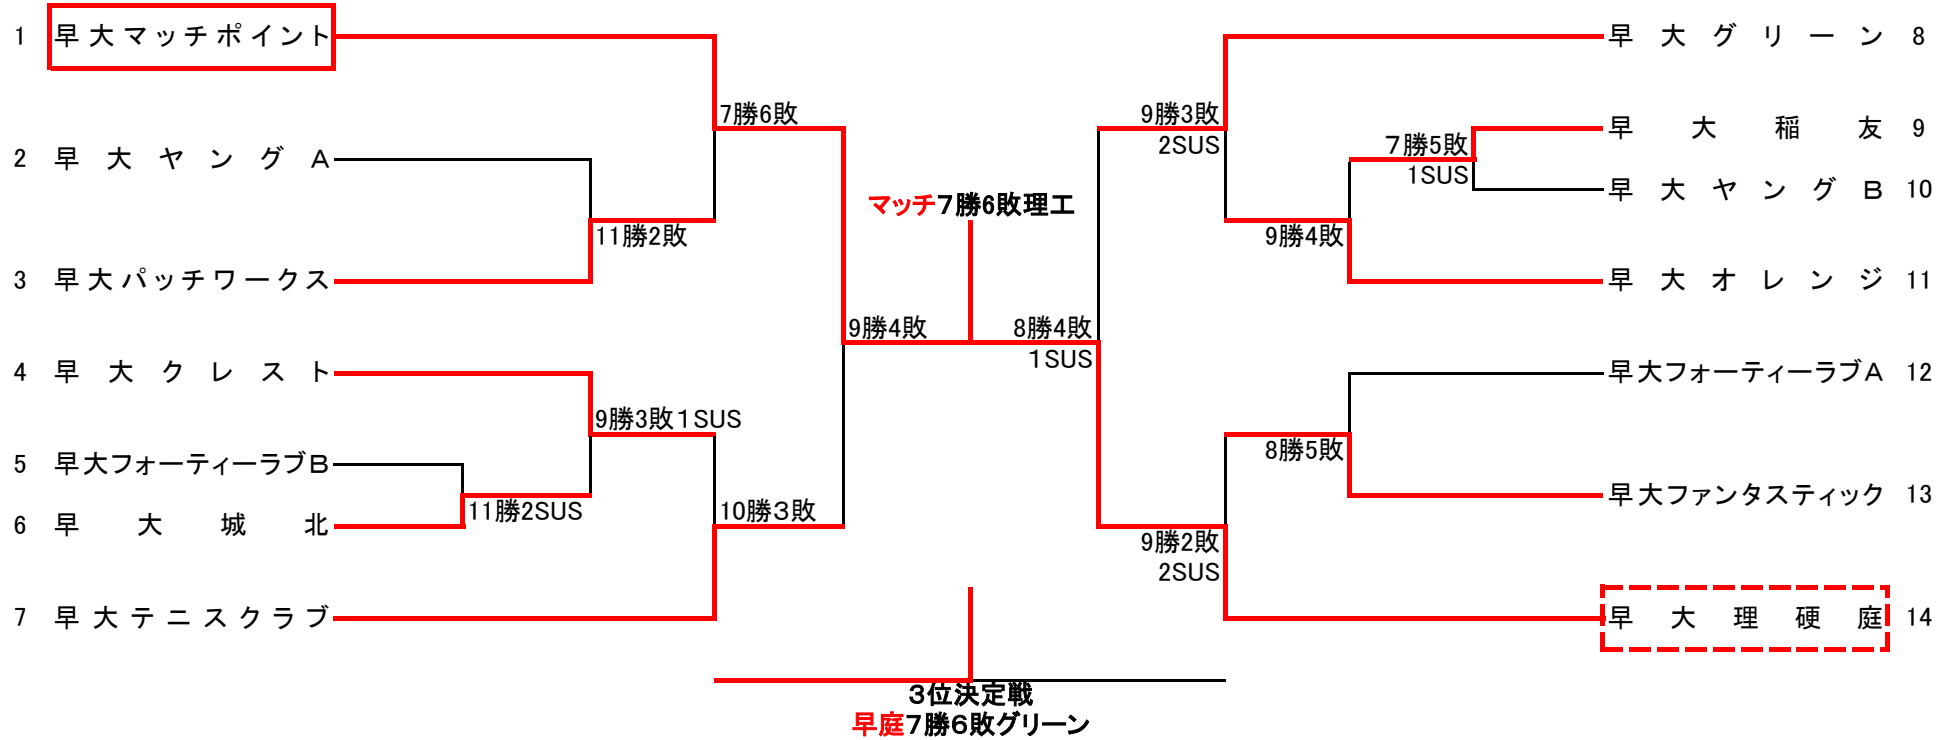 1 早大マッチポイント
7勝6敗
2 早大ヤングA
11勝2敗
3 早大パッチワークス
9勝4敗
4 早大クレスト
9勝3敗1SUS
5 早大フォーティーラブB
11勝2SUS
6 早大城北
10勝3敗
7 早大テニスクラブ
マッチ7勝6敗理工
早大グリーン 8
9勝3敗
2SUS
早大稲友 9
7勝5敗
1SUS
早大ヤングB 10
9勝4敗
早大オレンジ 11
8勝4敗
1SUS
早大フォーティーラブA 12
8勝5敗
早大ファンタスティック 13
9勝2敗
2SUS
早大理硬庭 14
3位決定戦
早庭7勝6敗グリーン